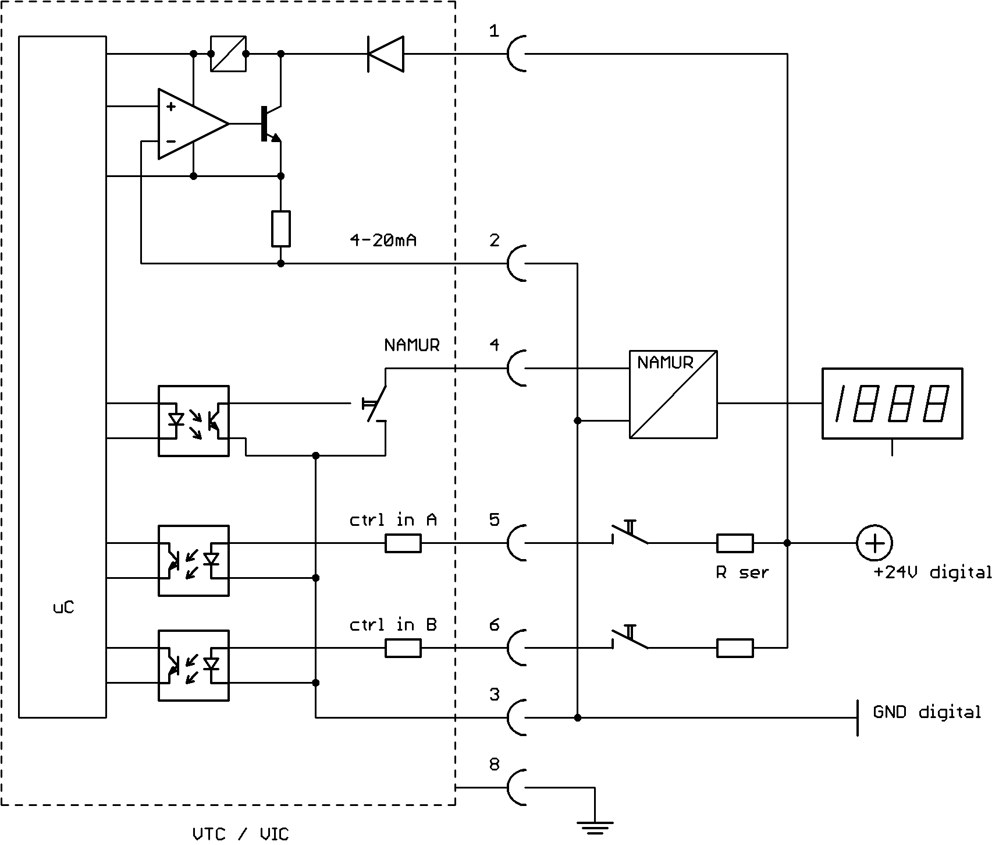 1
+
-
4-20mA 2
NAMUR 4
NAMUR
1888
ctrl in A 5
+
R ser +24V digital
uC
ctrl in B 6
3
GND digital
8
VTC / VIC